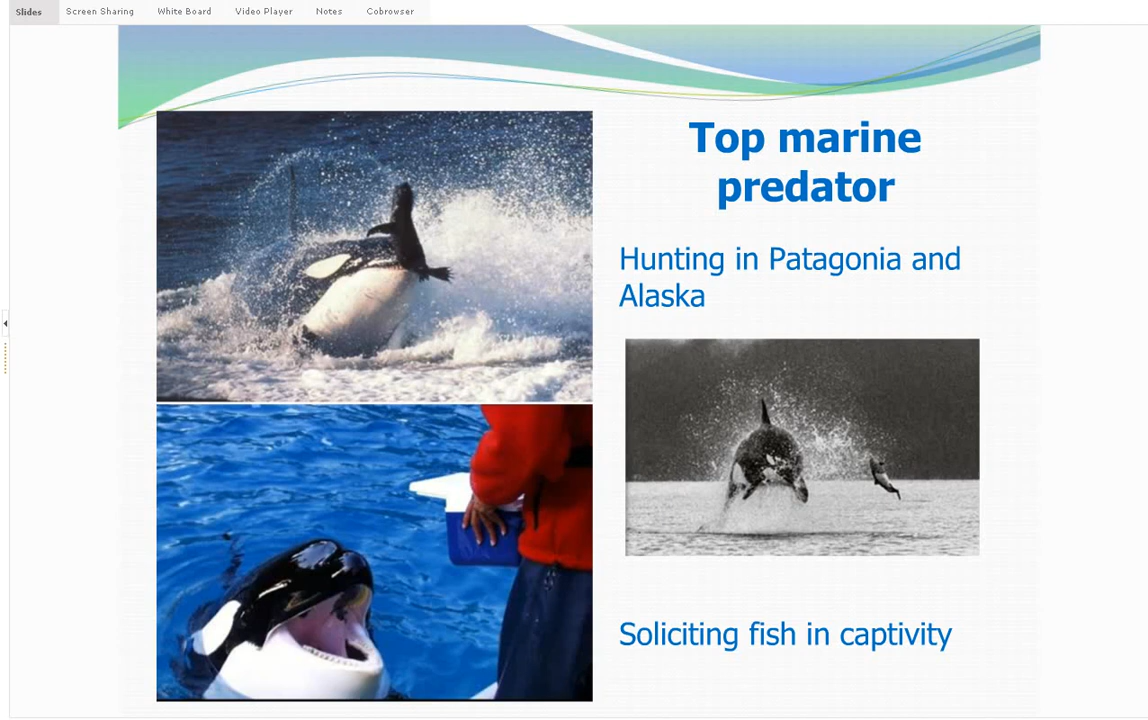 Slides Screen Sharing White Board Video Player Notes Cobrowser
Top marine
predator
Hunting in Patagonia and
Alaska
Soliciting fish in captivity